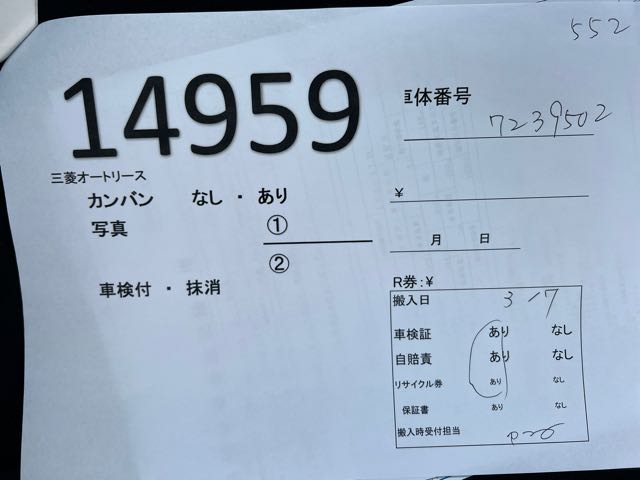 552
14959
車体番号
7239502
三菱オートリース
カンバン なし ・ あり
¥
写真 ①
②
月 日
車検付 ・ 抹消
R券:¥
搬入日 3/7
車検証 あり なし
自賠責 あり なし
リサイクル券 あり なし
保証書 あり なし
搬入時受付担当